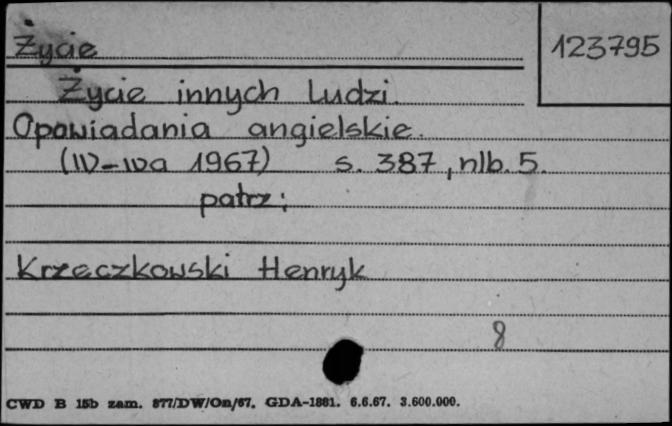 Życie
123795
Życie innych ludzi.
Opowiadania angielskie.
(W-wa 1967) s. 387, nlb. 5.
patrz:
Krzeczkowski Henryk
8
CWD B 15b zam. 877/DW/On/67. GDA-1881. 6.6.67. 3.600.000.